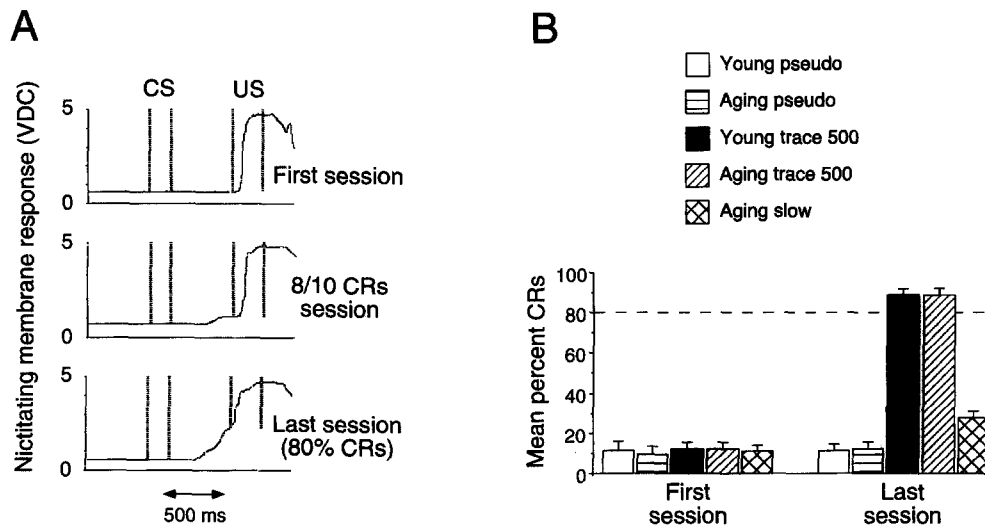 A
Nictitating membrane response (VDC)
CS
US
5
0
First session
5
0
8/10 CRs
session
5
0
Last session
(80% CRs)
500 ms
B
Young pseudo
Aging pseudo
Young trace 500
Aging trace 500
Aging slow
Mean percent CRs
100
80
60
40
20
0
First
session
Last
session